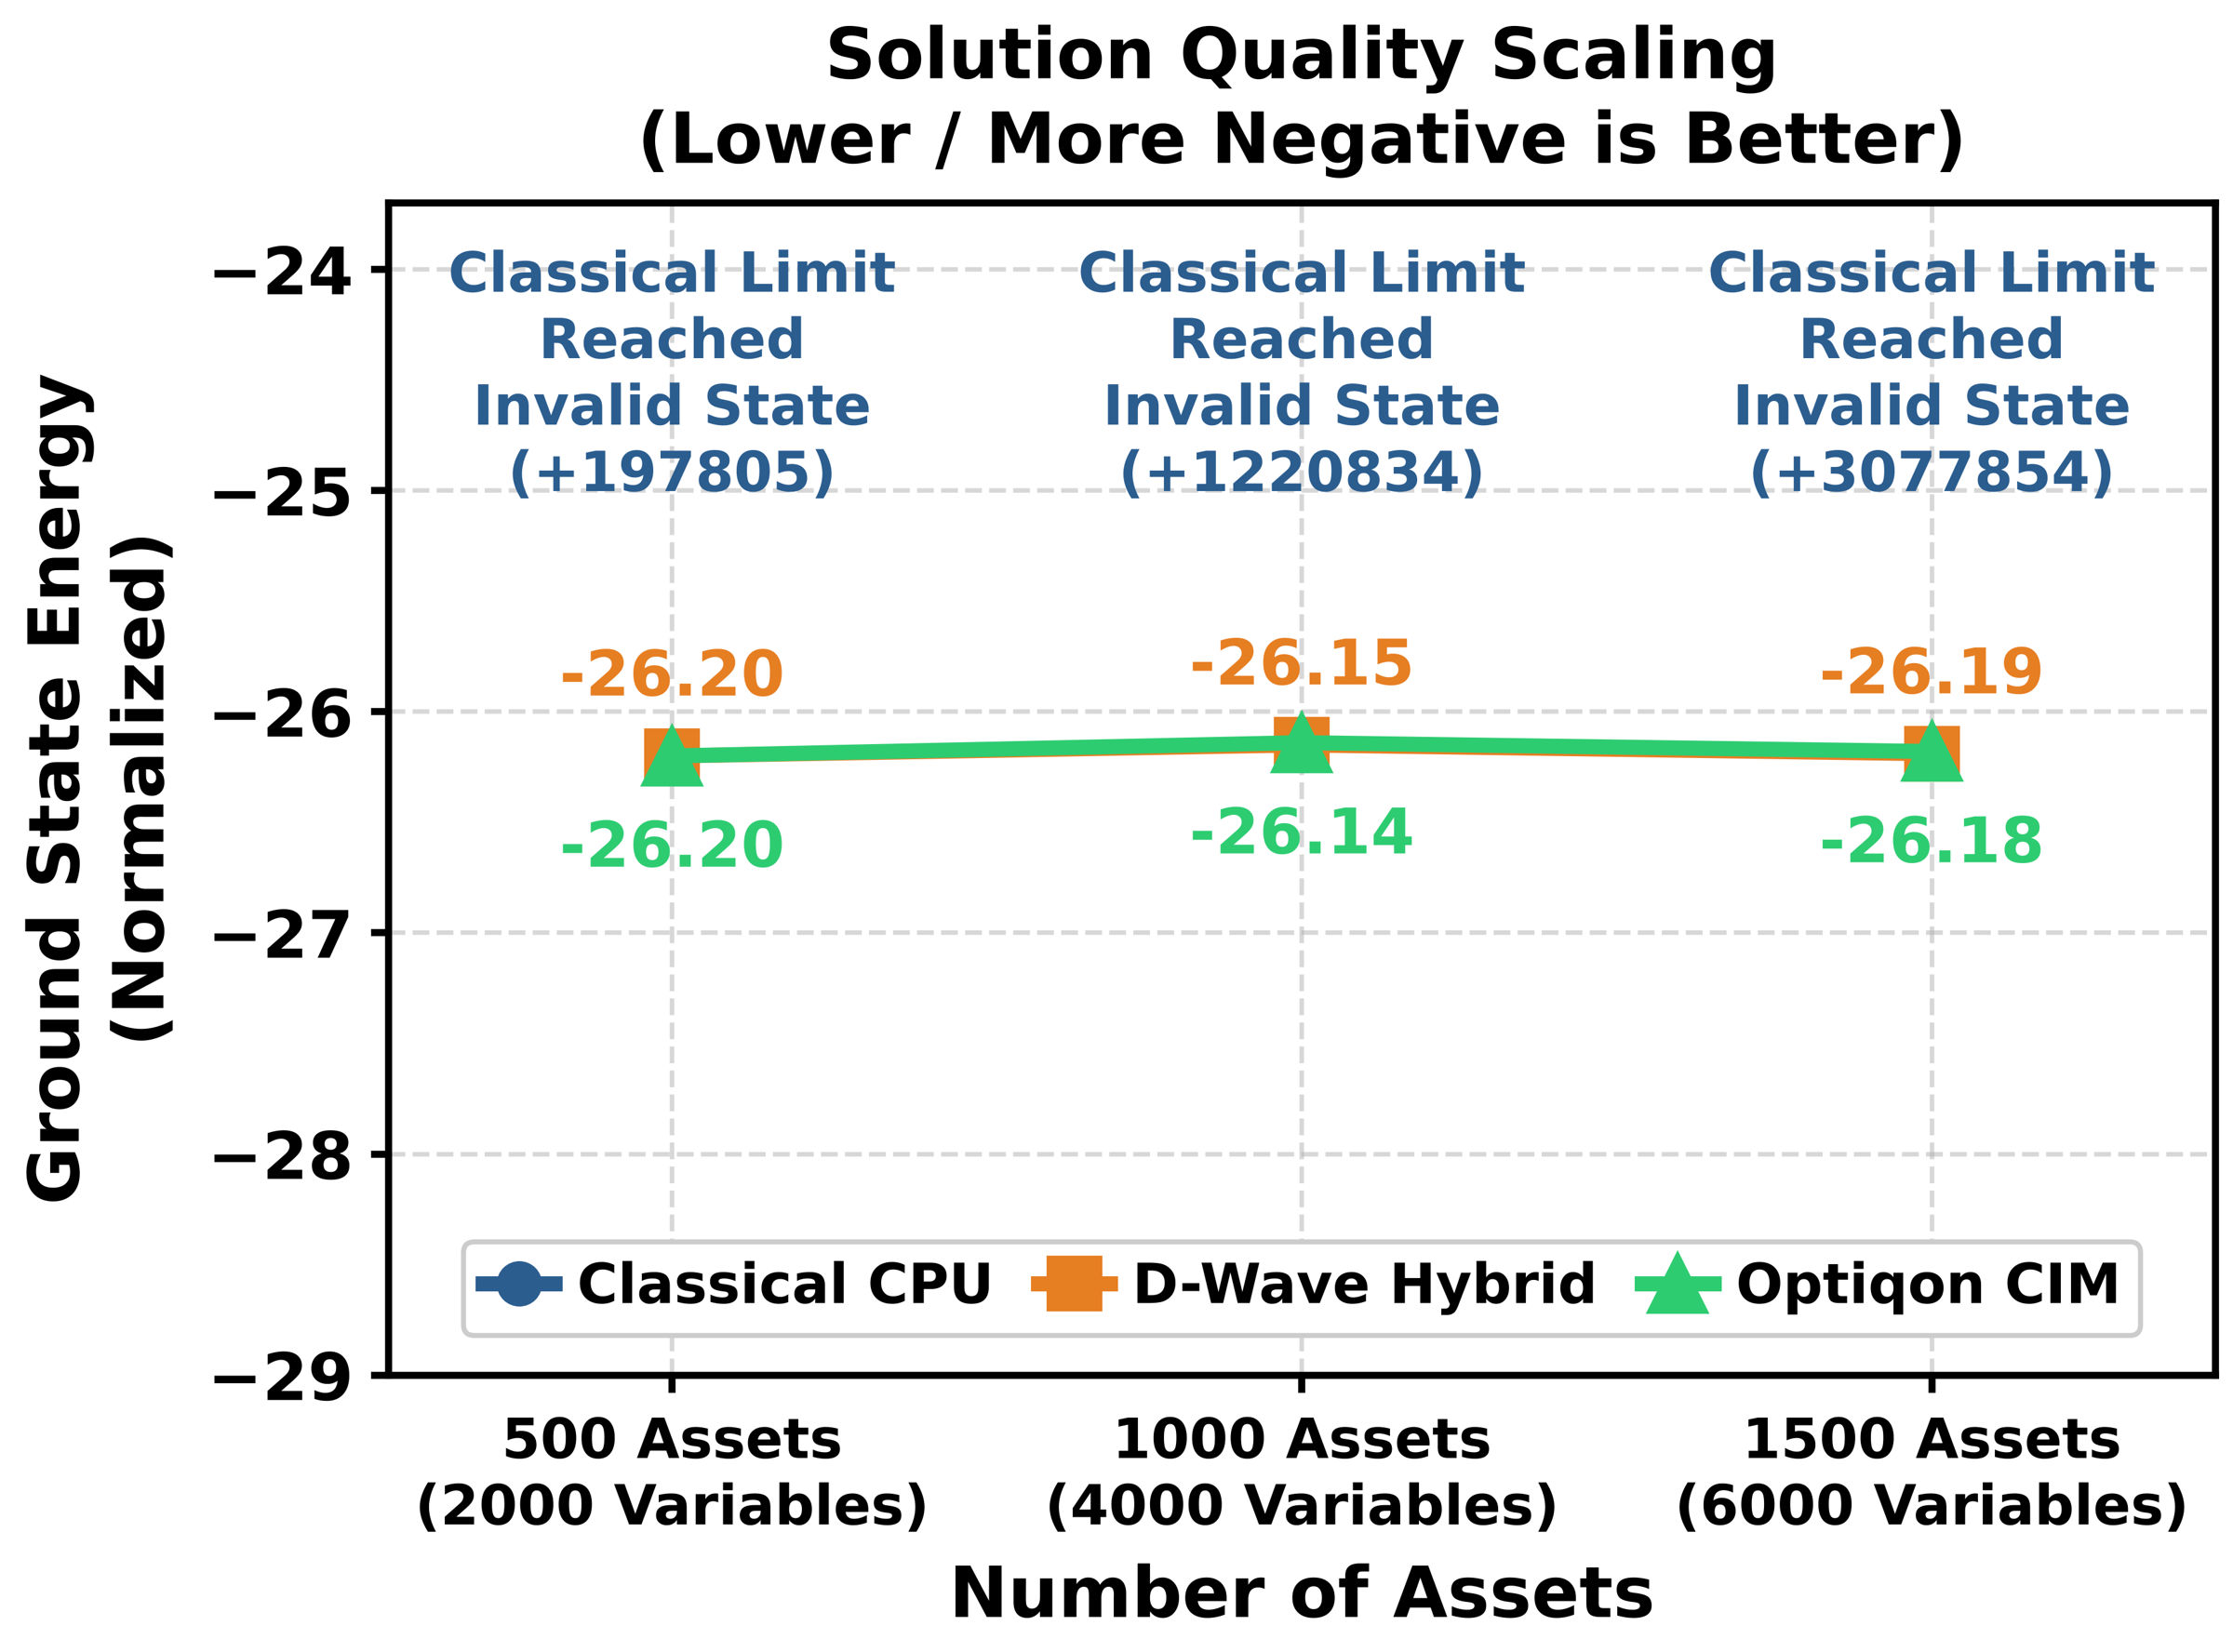 Solution Quality Scaling
(Lower / More Negative is Better)
Ground State Energy
(Normalized)
−24
−25
−26
−27
−28
−29
Classical Limit
Reached
Invalid State
(+197805)
Classical Limit
Reached
Invalid State
(+1220834)
Classical Limit
Reached
Invalid State
(+3077854)
-26.20
-26.15
-26.19
-26.20
-26.14
-26.18
Classical CPU
D-Wave Hybrid
Optiqon CIM
500 Assets
(2000 Variables)
1000 Assets
(4000 Variables)
1500 Assets
(6000 Variables)
Number of Assets